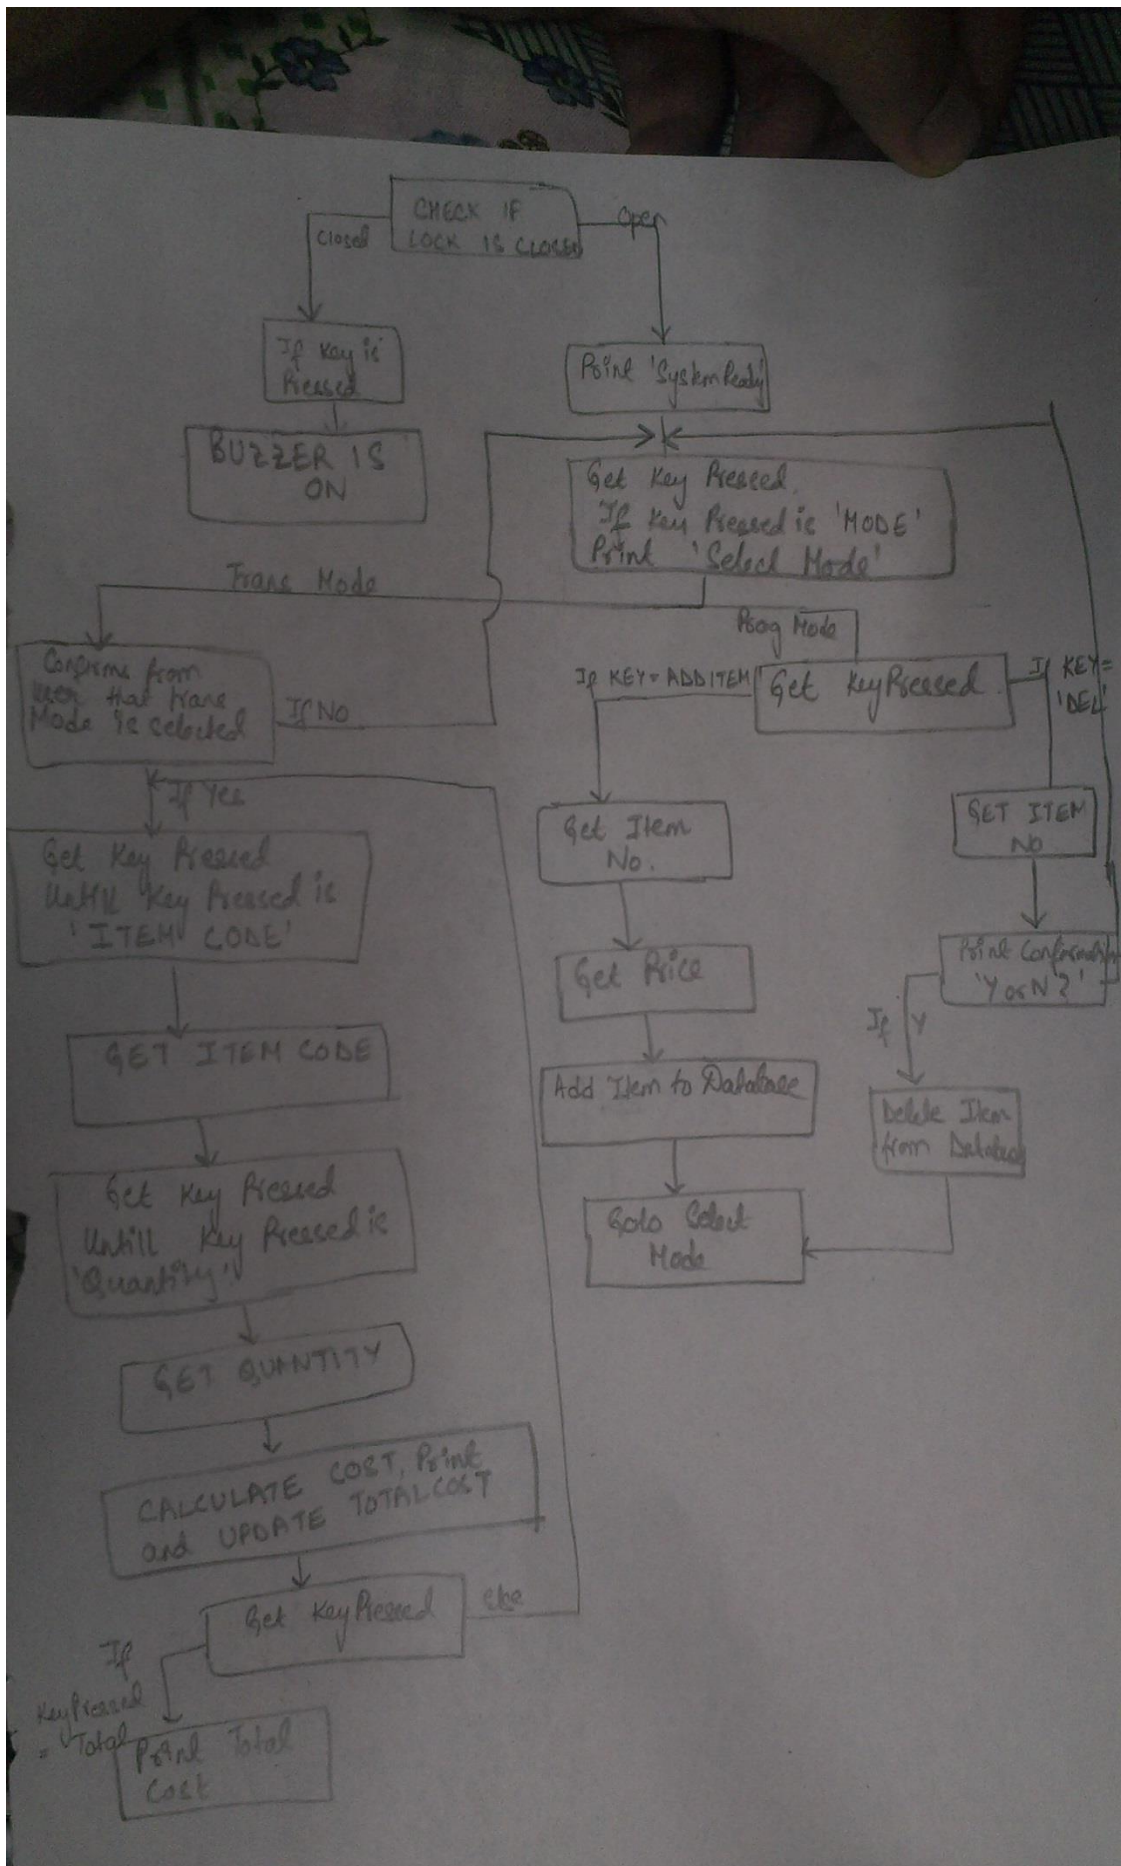 CHECK IF
LOCK IS CLOSED
Closed
Open
If Key is
Pressed
Print 'System Ready'
BUZZER IS
ON
Get Key Pressed.
If Key Pressed is 'MODE'
Print 'Select Mode'
Trans Mode
Prog Mode
Confirms from
user that trans
Mode is selected
If NO
If KEY = ADD ITEM
Get KeyPressed.
If KEY =
'DEL'
If Yes
Get Key Pressed
Untill Key Pressed is
'ITEM CODE'
Get Item
No.
GET ITEM
NO
Get Price
Print Confirmation
'Y or N?'
If Y
GET ITEM CODE
Add Item to Database
Delete Item
from Database
Get Key Pressed
Untill Key Pressed is
'Quantity'.
Goto Select
Mode
GET QUANTITY
CALCULATE COST, Print
and UPDATE TOTALCOST
Get KeyPressed
Else
If
KeyPressed
= Total
Print Total
Cost